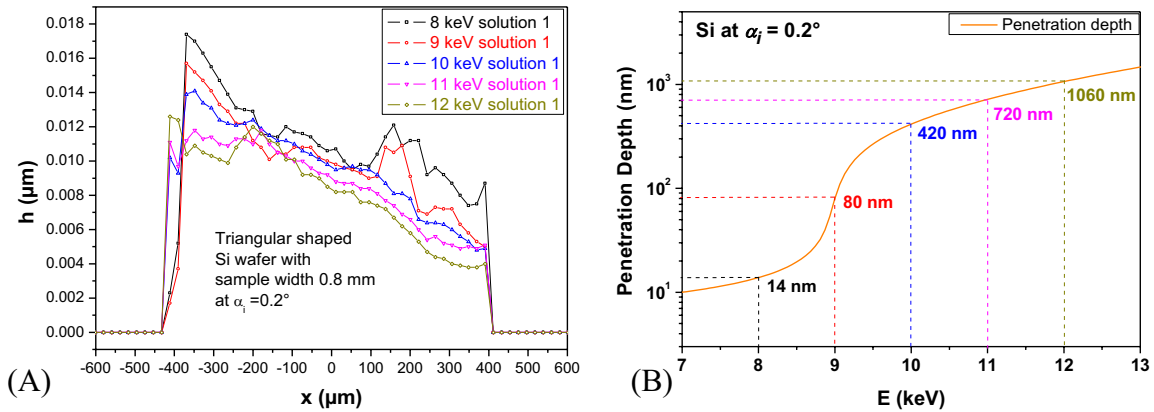 0.018
0.016
0.014
0.012
0.010
0.008
0.006
0.004
0.002
0.000
h (µm)
8 keV solution 1
9 keV solution 1
10 keV solution 1
11 keV solution 1
12 keV solution 1
Triangular shaped
Si wafer with
sample width 0.8 mm
at αi =0.2°
-600 -500 -400 -300 -200 -100 0 100 200 300 400 500 600
x (µm)
(A)
Si at αi = 0.2°
Penetration depth
10³
10²
10¹
Penetration Depth (nm)
1060 nm
720 nm
420 nm
80 nm
14 nm
7 8 9 10 11 12 13
E (keV)
(B)